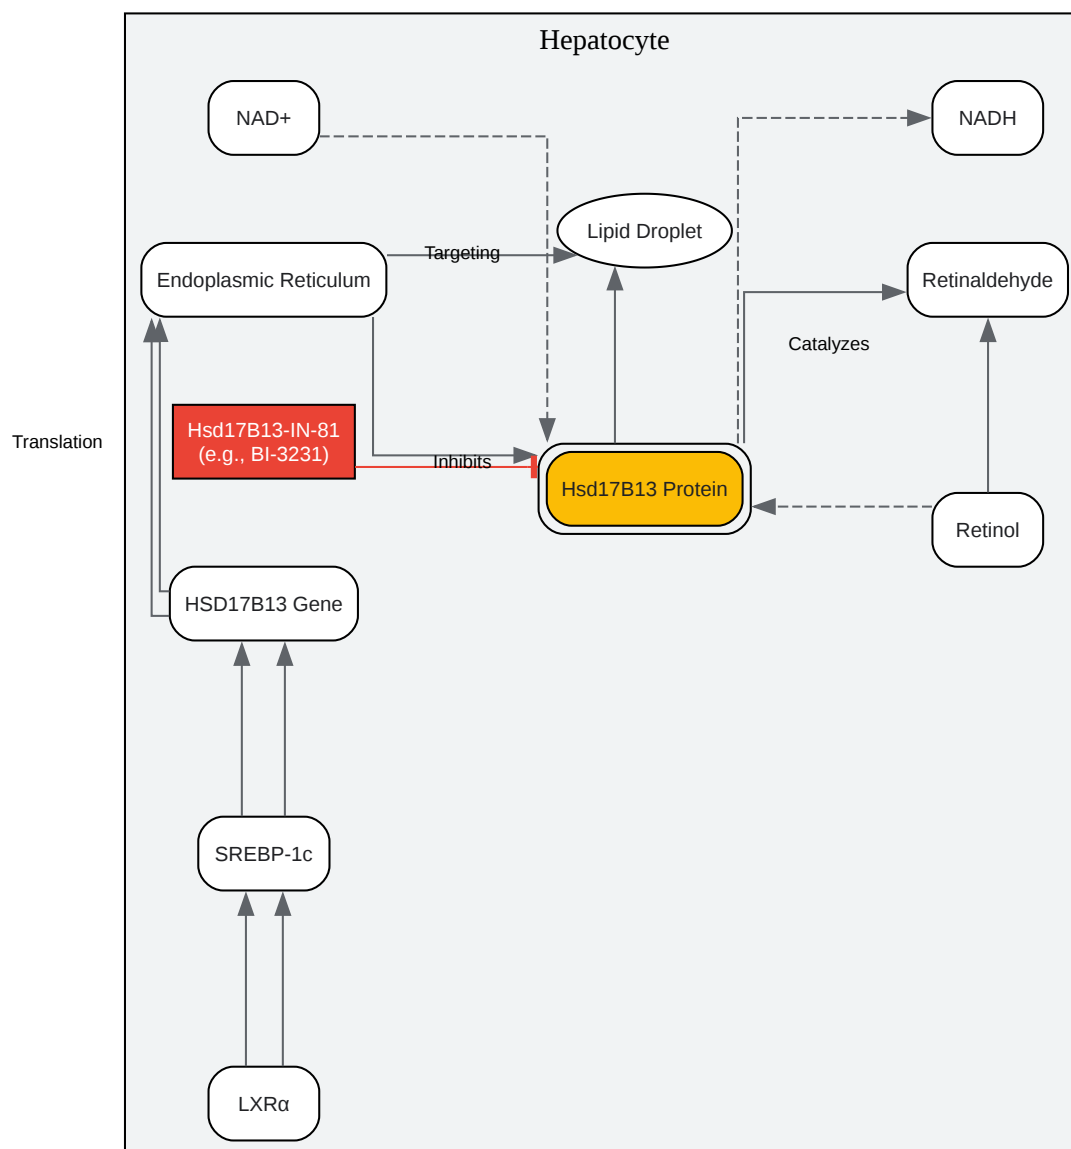 Hepatocyte
NAD+
NADH
Lipid Droplet
Targeting
Endoplasmic Reticulum
Retinaldehyde
Catalyzes
Translation
Hsd17B13-IN-81
(e.g., BI-3231)
Inhibits
Hsd17B13 Protein
Retinol
HSD17B13 Gene
SREBP-1c
LXRα